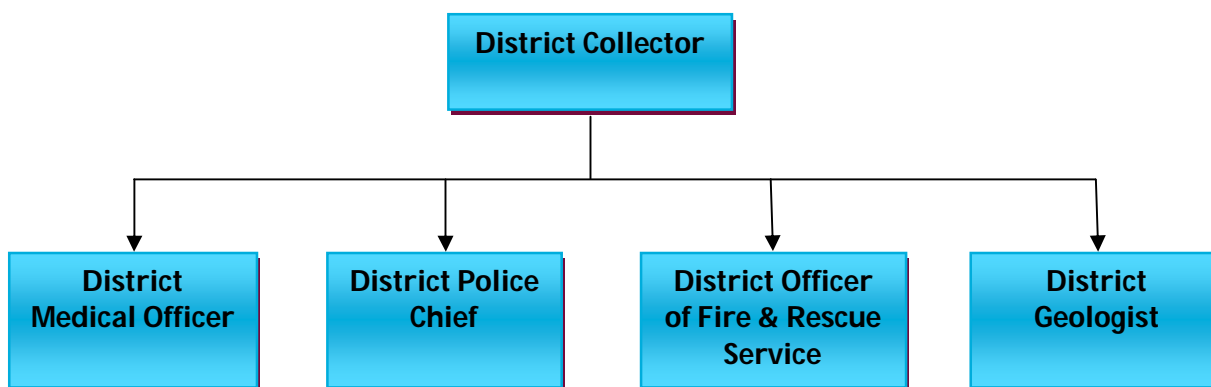 District Collector
District
Medical Officer
District Police
Chief
District Officer
of Fire & Rescue
Service
District
Geologist